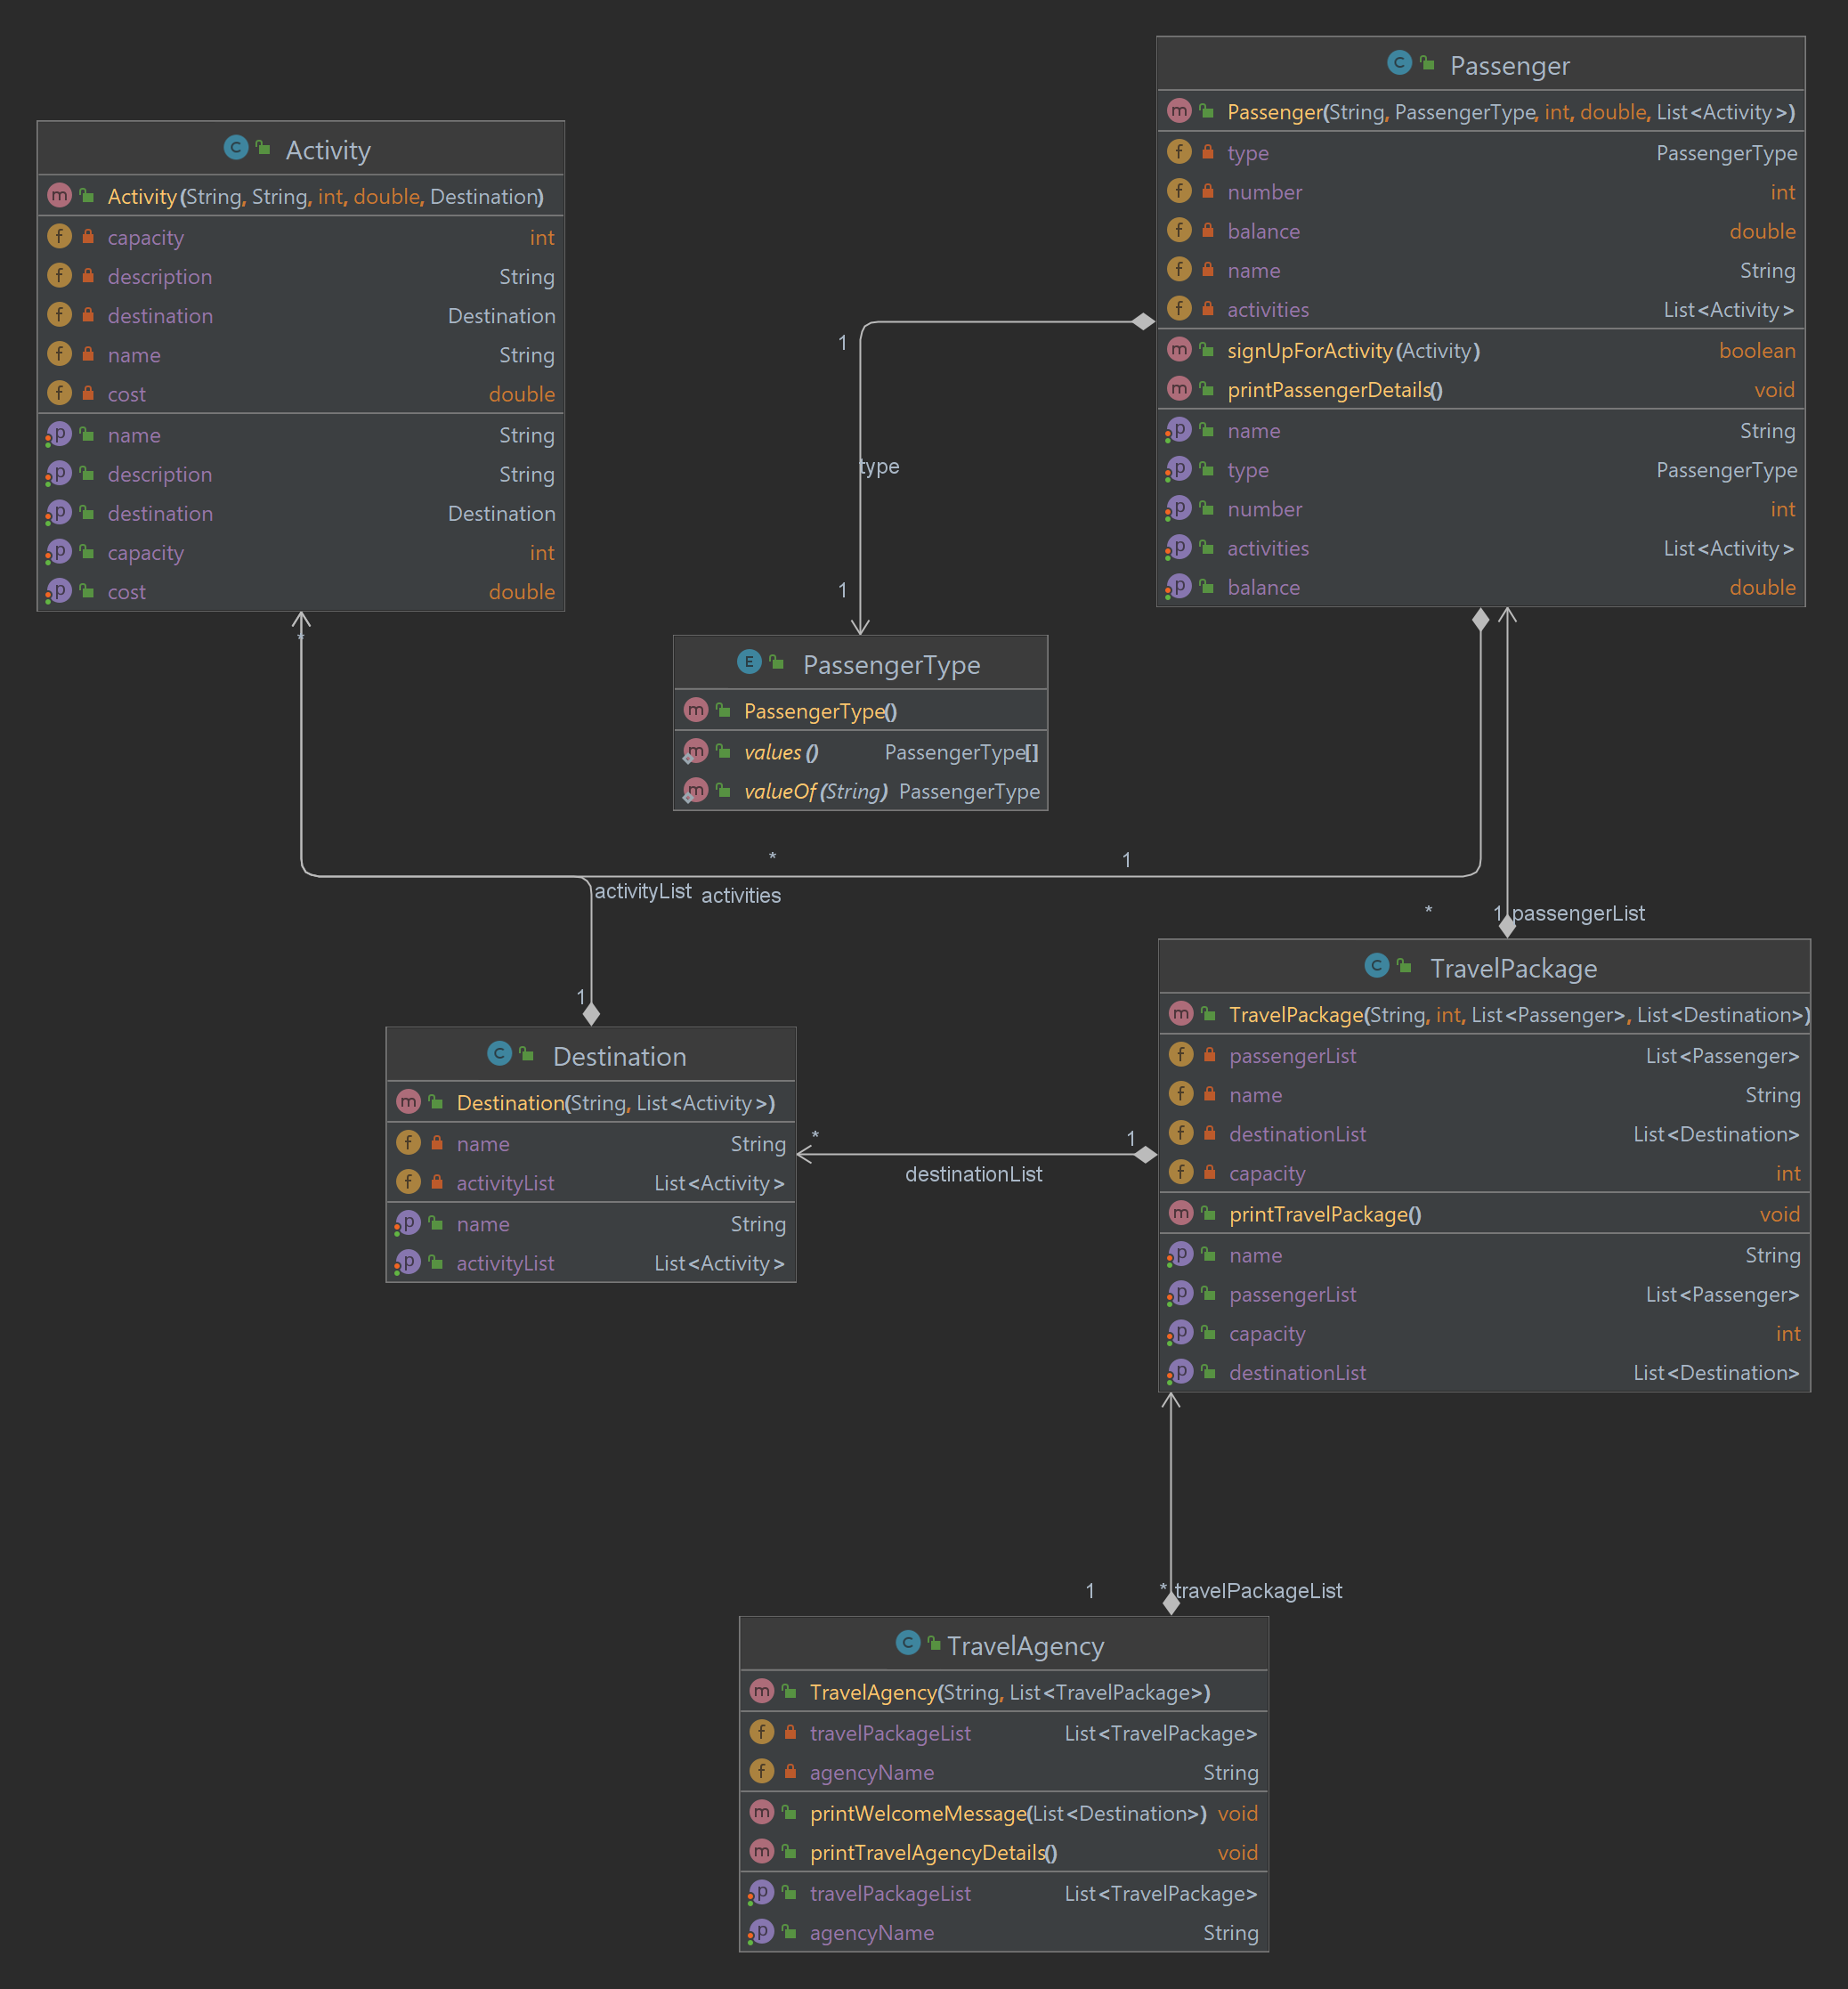 Activity
Activity(String, String, int, double, Destination)
capacity int
description String
destination Destination
name String
cost double
name String
description String
destination Destination
capacity int
cost double
Passenger
Passenger(String, PassengerType, int, double, List<Activity>)
type PassengerType
number int
balance double
name String
activities List<Activity>
signUpForActivity(Activity) boolean
printPassengerDetails() void
name String
type PassengerType
number int
activities List<Activity>
balance double
1
type
1
*
PassengerType
PassengerType()
values() PassengerType[]
valueOf(String) PassengerType
* 1
activityList activities
* 1 passengerList
1
Destination
Destination(String, List<Activity>)
name String
activityList List<Activity>
name String
activityList List<Activity>
* 1
destinationList
TravelPackage
TravelPackage(String, int, List<Passenger>, List<Destination>)
passengerList List<Passenger>
name String
destinationList List<Destination>
capacity int
printTravelPackage() void
name String
passengerList List<Passenger>
capacity int
destinationList List<Destination>
1 * travelPackageList
TravelAgency
TravelAgency(String, List<TravelPackage>)
travelPackageList List<TravelPackage>
agencyName String
printWelcomeMessage(List<Destination>) void
printTravelAgencyDetails() void
travelPackageList List<TravelPackage>
agencyName String